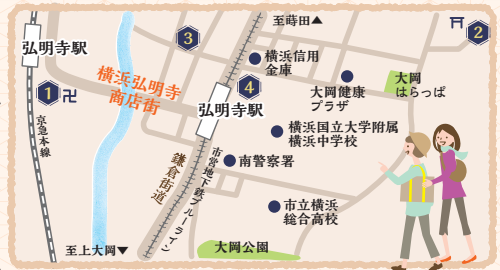 至蒔田▲
弘明寺駅
3
2
横浜信用
金庫
横浜弘明寺
商店街
1
卍
4
弘明寺駅
大岡健康
プラザ
大岡
はらっぱ
京急本線
横浜国立大学附属
横浜中学校
市営地下鉄ブルーライン
鎌倉街道
南警察署
市立横浜
総合高校
至上大岡▼
大岡公園